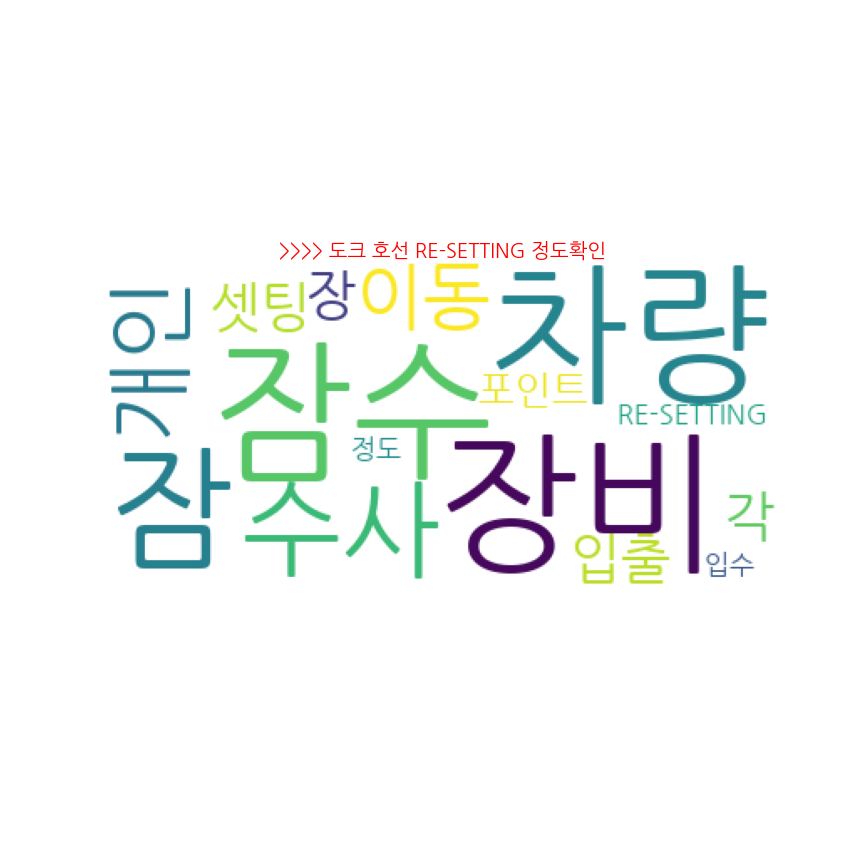 >>>> 도크 호선 RE-SETTING 정도확인
개인
셋팅
장
이동
차량
잠수
포인트
RE-SETTING
정도
잠
수사
장비
각
입출
입수